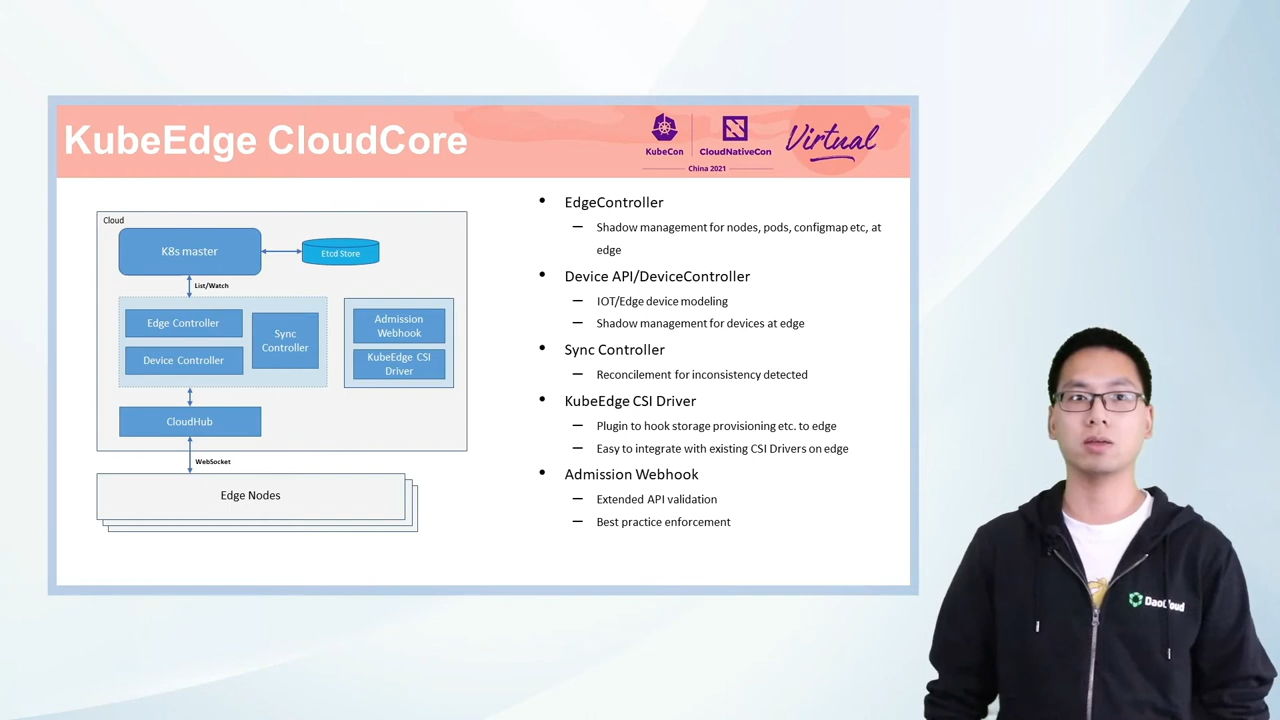 KubeEdge CloudCore
KubeCon
CloudNativeCon
China 2021
Virtual
Cloud
K8s master
Etcd Store
List/Watch
Edge Controller
Device Controller
Sync
Controller
Admission
Webhook
KubeEdge CSI
Driver
CloudHub
WebSocket
Edge Nodes
• EdgeController
— Shadow management for nodes, pods, configmap etc, at
edge
• Device API/DeviceController
— IOT/Edge device modeling
— Shadow management for devices at edge
• Sync Controller
— Reconcilement for inconsistency detected
• KubeEdge CSI Driver
— Plugin to hook storage provisioning etc. to edge
— Easy to integrate with existing CSI Drivers on edge
• Admission Webhook
— Extended API validation
— Best practice enforcement
DaoCloud